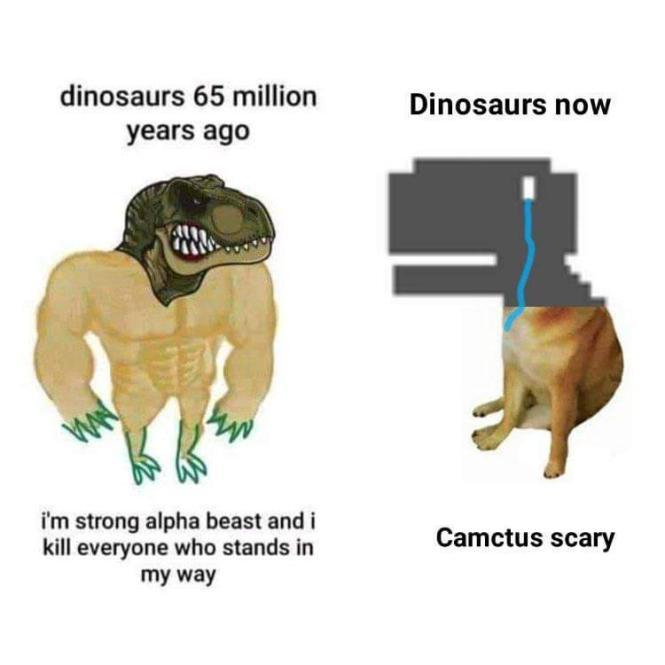 dinosaurs 65 million
years ago
Dinosaurs now
i'm strong alpha beast and i
kill everyone who stands in
my way
Camctus scary